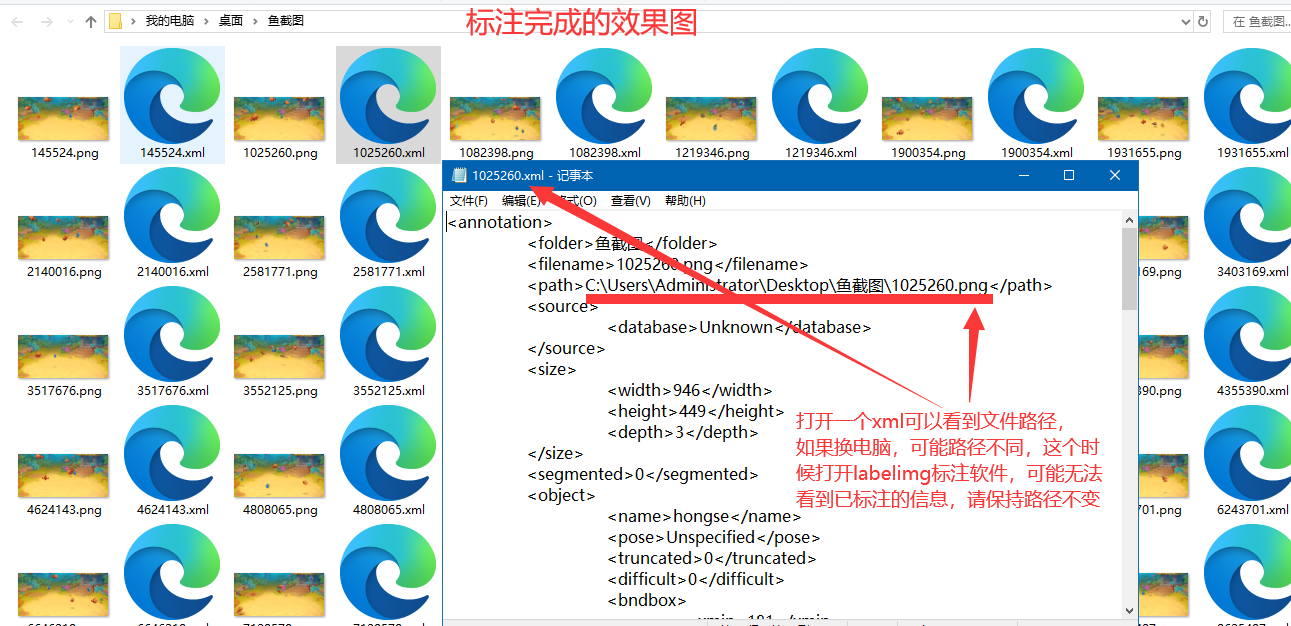 我的电脑 › 桌面 › 鱼截图
在 鱼截图...
标注完成的效果图
145524.png
145524.xml
1025260.png
1025260.xml
1082398.png
1082398.xml
1219346.png
1219346.xml
1900354.png
1900354.xml
1931655.png
1931655.xml
2140016.png
2140016.xml
2581771.png
2581771.xml
169.png
3403169.xml
3517676.png
3517676.xml
3552125.png
3552125.xml
390.png
4355390.xml
4624143.png
4624143.xml
4808065.png
4808065.xml
701.png
6243701.xml
1025260.xml - 记事本
文件(F) 编辑(E) 格式(O) 查看(V) 帮助(H)
<annotation>
<folder>鱼截图</folder>
<filename>1025260.png</filename>
<path>C:\Users\Administrator\Desktop\鱼截图\1025260.png</path>
<source>
<database>Unknown</database>
</source>
<size>
<width>946</width>
<height>449</height>
<depth>3</depth>
</size>
<segmented>0</segmented>
<object>
<name>hongse</name>
<pose>Unspecified</pose>
<truncated>0</truncated>
<difficult>0</difficult>
<bndbox>
打开一个xml可以看到文件路径，
如果换电脑，可能路径不同，这个时
候打开labelimg标注软件，可能无法
看到已标注的信息，请保持路径不变